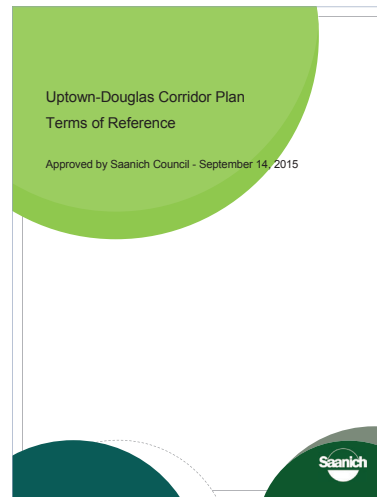 Uptown-Douglas Corridor Plan
Terms of Reference
Approved by Saanich Council - September 14, 2015
Saanich